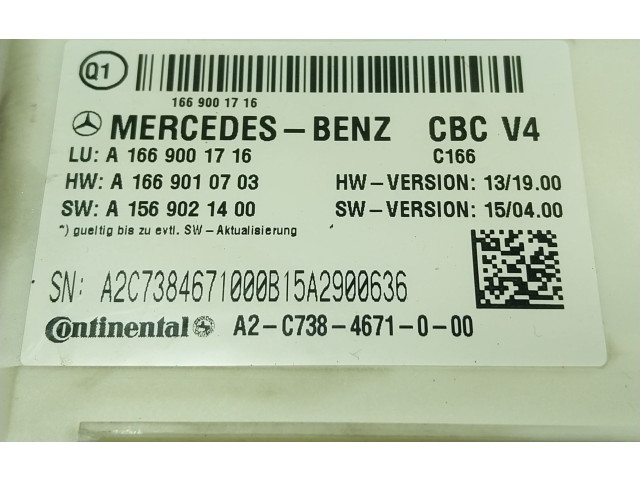 Q1
166 900 17 16
MERCEDES-BENZ CBC V4
LU: A 166 900 17 16 C166
HW: A 166 901 07 03 HW-VERSION: 13/19.00
SW: A 156 902 14 00 SW-VERSION: 15/04.00
*) gueltig bis zu evtl. SW-Aktualisierung
SN: A2C7384671000B15A2900636
Continental A2-C738-4671-0-00